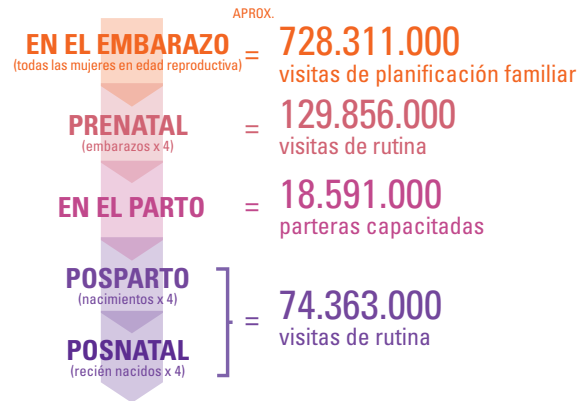 APROX.
EN EL EMBARAZO = 728.311.000
(todas las mujeres en edad reproductiva)
visitas de planificación familiar
PRENATAL = 129.856.000
(embarazos x 4)
visitas de rutina
EN EL PARTO = 18.591.000
parteras capacitadas
POSPARTO
(nacimientos x 4)
= 74.363.000
visitas de rutina
POSNATAL
(recién nacidos x 4)